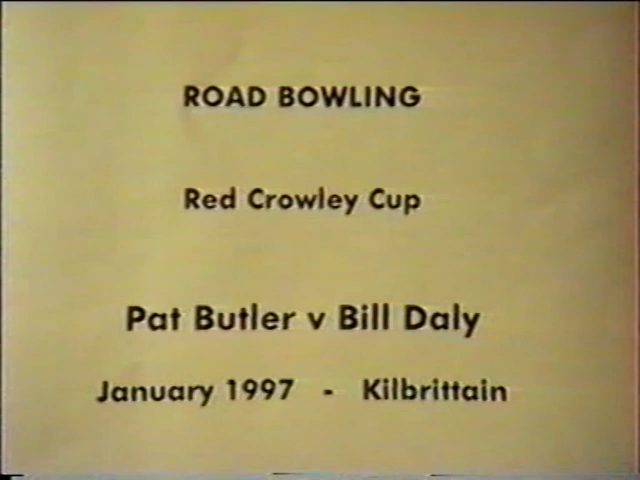 ROAD BOWLING
Red Crowley Cup
Pat Butler v Bill Daly
January 1997 - Kilbrittain